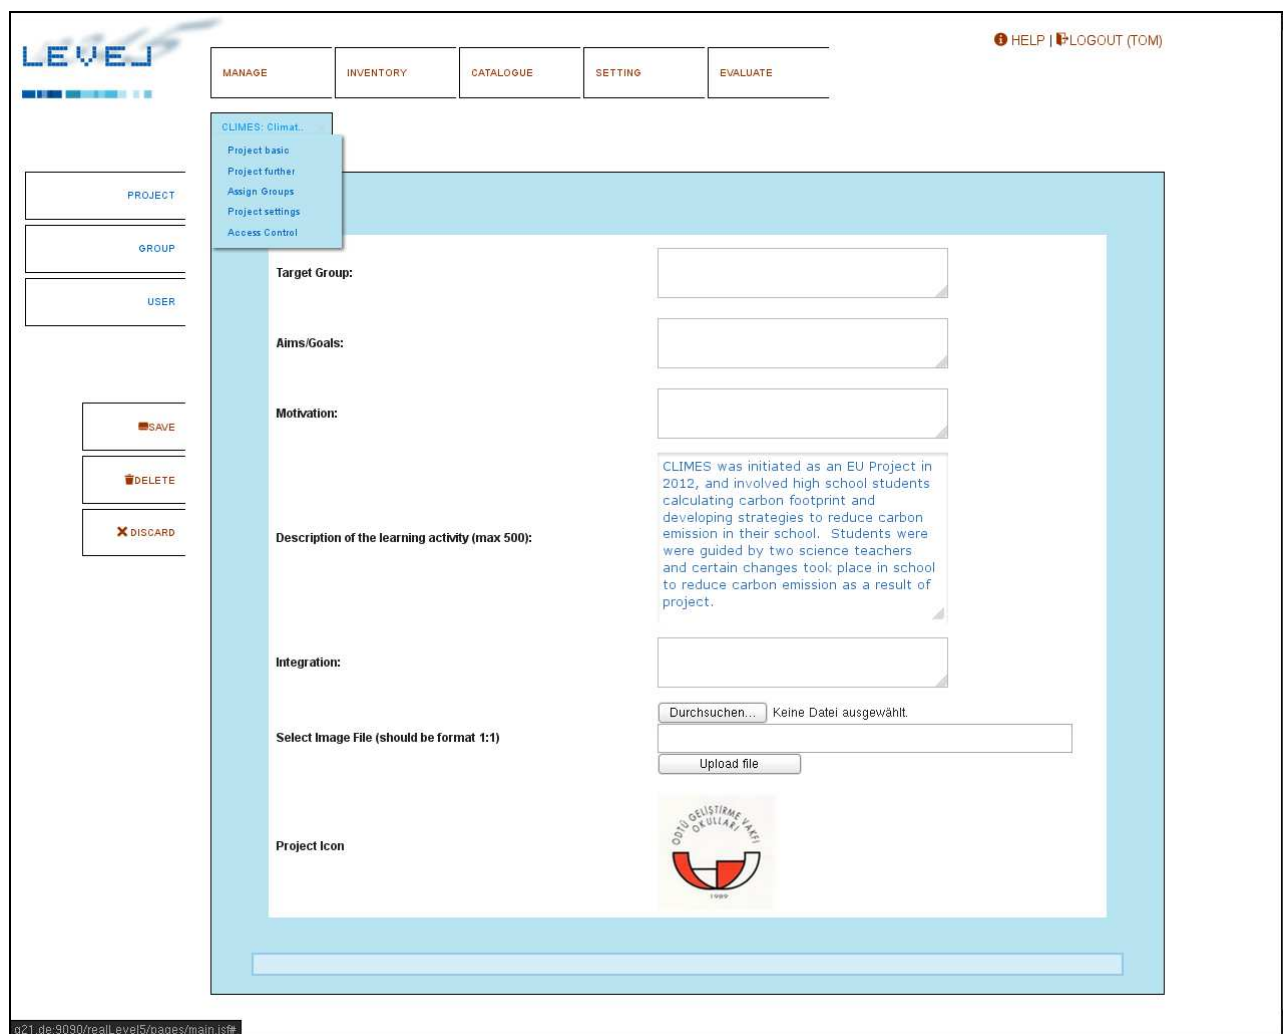 LEVEL
HELP | LOGOUT (TOM)
MANAGE
INVENTORY
CATALOGUE
SETTING
EVALUATE
CLIMES: Climat..
Project basic
Project further
Assign Groups
Project settings
Access Control
PROJECT
GROUP
USER
SAVE
DELETE
DISCARD
Target Group:
Aims/Goals:
Motivation:
Description of the learning activity (max 500):
CLIMES was initiated as an EU Project in
2012, and involved high school students
calculating carbon footprint and
developing strategies to reduce carbon
emission in their school.  Students were
were guided by two science teachers
and certain changes took place in school
to reduce carbon emission as a result of
project.
Integration:
Select Image File (should be format 1:1)
Durchsuchen... Keine Datei ausgewählt.
Upload file
Project Icon
ODTÜ GELİŞTİRME VAKFI
OKULLARI
1989
g21.de:9090/realLevel5/pages/main.jsf#